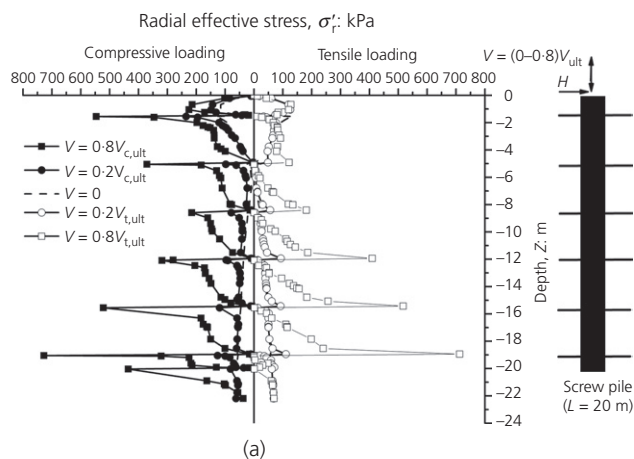 Radial effective stress, σ′r: kPa
Compressive loading
Tensile loading
V = (0–0·8)Vult
H
800 700 600 500 400 300 200 100 0 100 200 300 400 500 600 700 800
0
−2
−4
−6
−8
−10
−12
−14
−16
−18
−20
−22
−24
Depth, Z: m
V = 0·8Vc,ult
V = 0·2Vc,ult
V = 0
V = 0·2Vt,ult
V = 0·8Vt,ult
Screw pile
(L = 20 m)
(a)